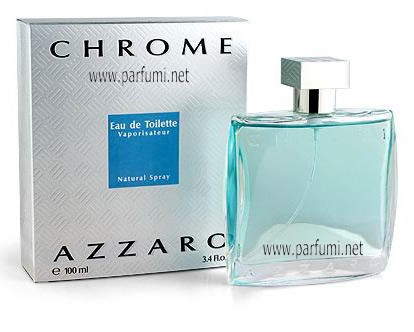 CHROME
www.parfumi.net
Eau de Toilette
Vaporisateur
Natural Spray
AZZARO
e 100 ml
3.4 Fl.o
www.parfumi.net